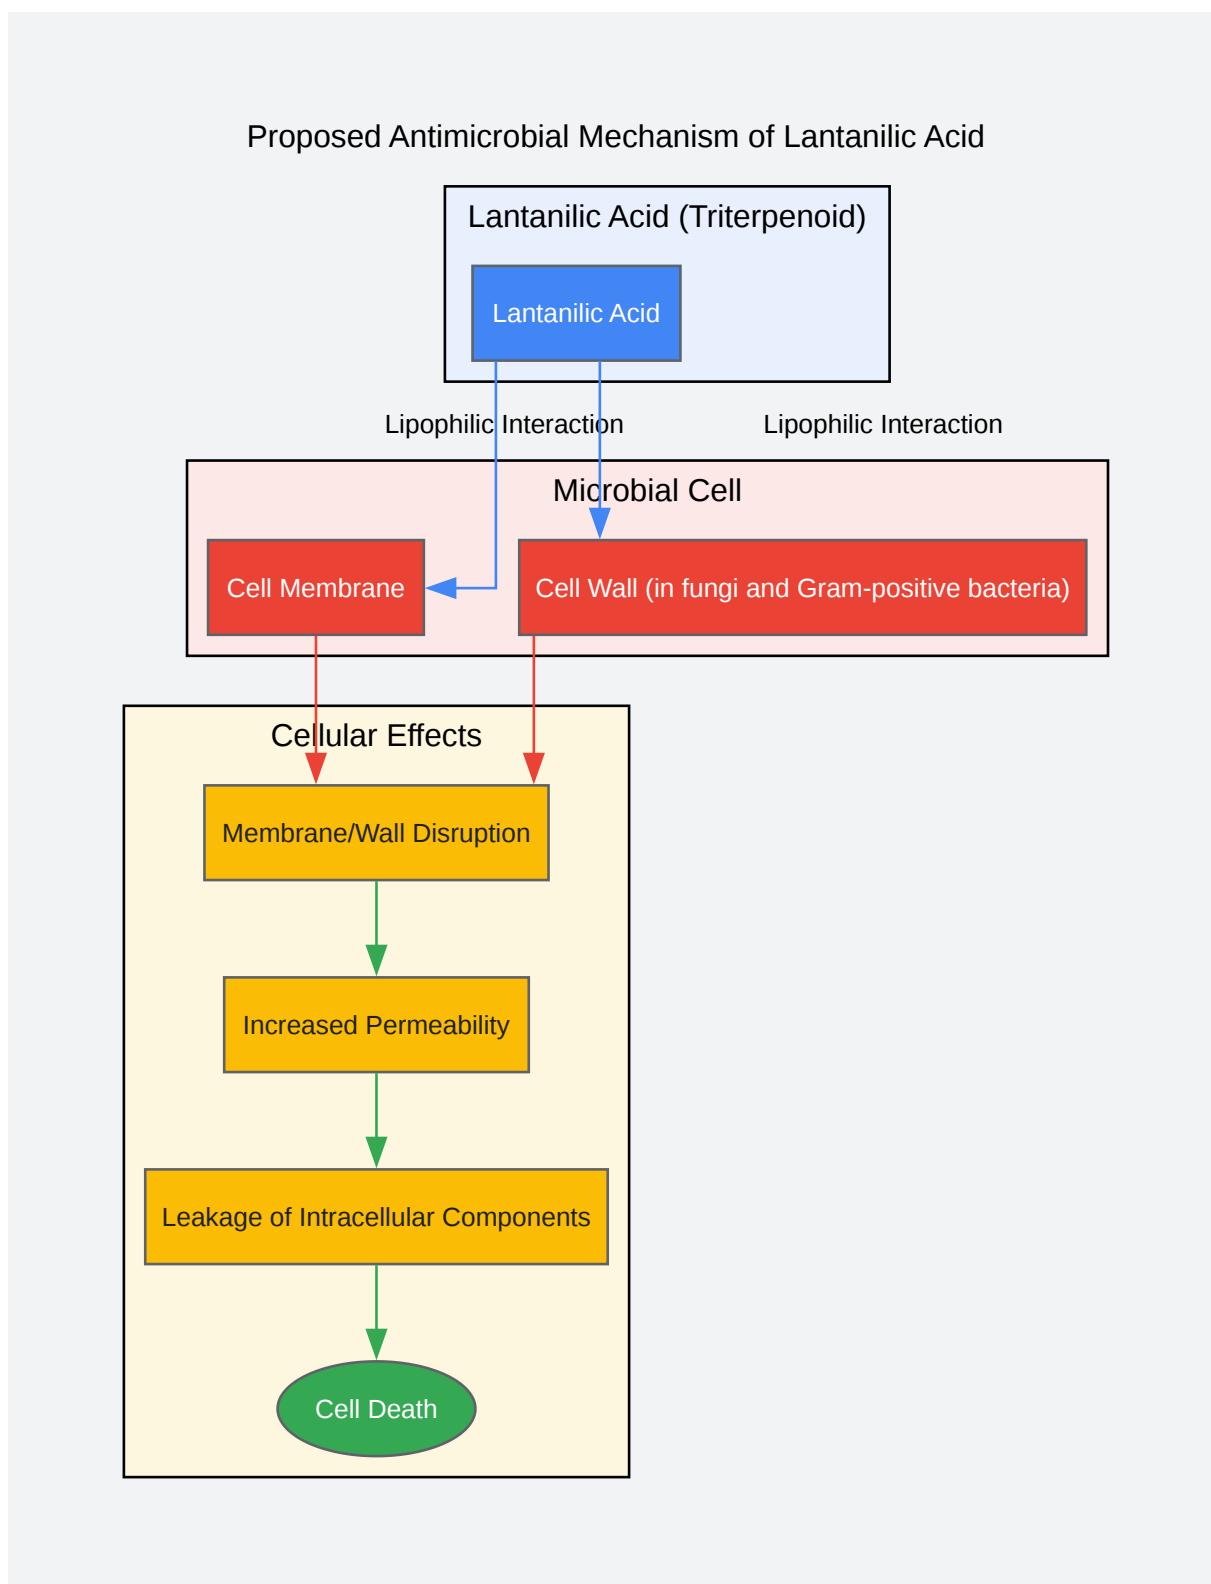 Proposed Antimicrobial Mechanism of Lantanilic Acid
Lantanilic Acid (Triterpenoid)
Lantanilic Acid
Lipophilic Interaction
Lipophilic Interaction
Microbial Cell
Cell Membrane
Cell Wall (in fungi and Gram-positive bacteria)
Cellular Effects
Membrane/Wall Disruption
Increased Permeability
Leakage of Intracellular Components
Cell Death